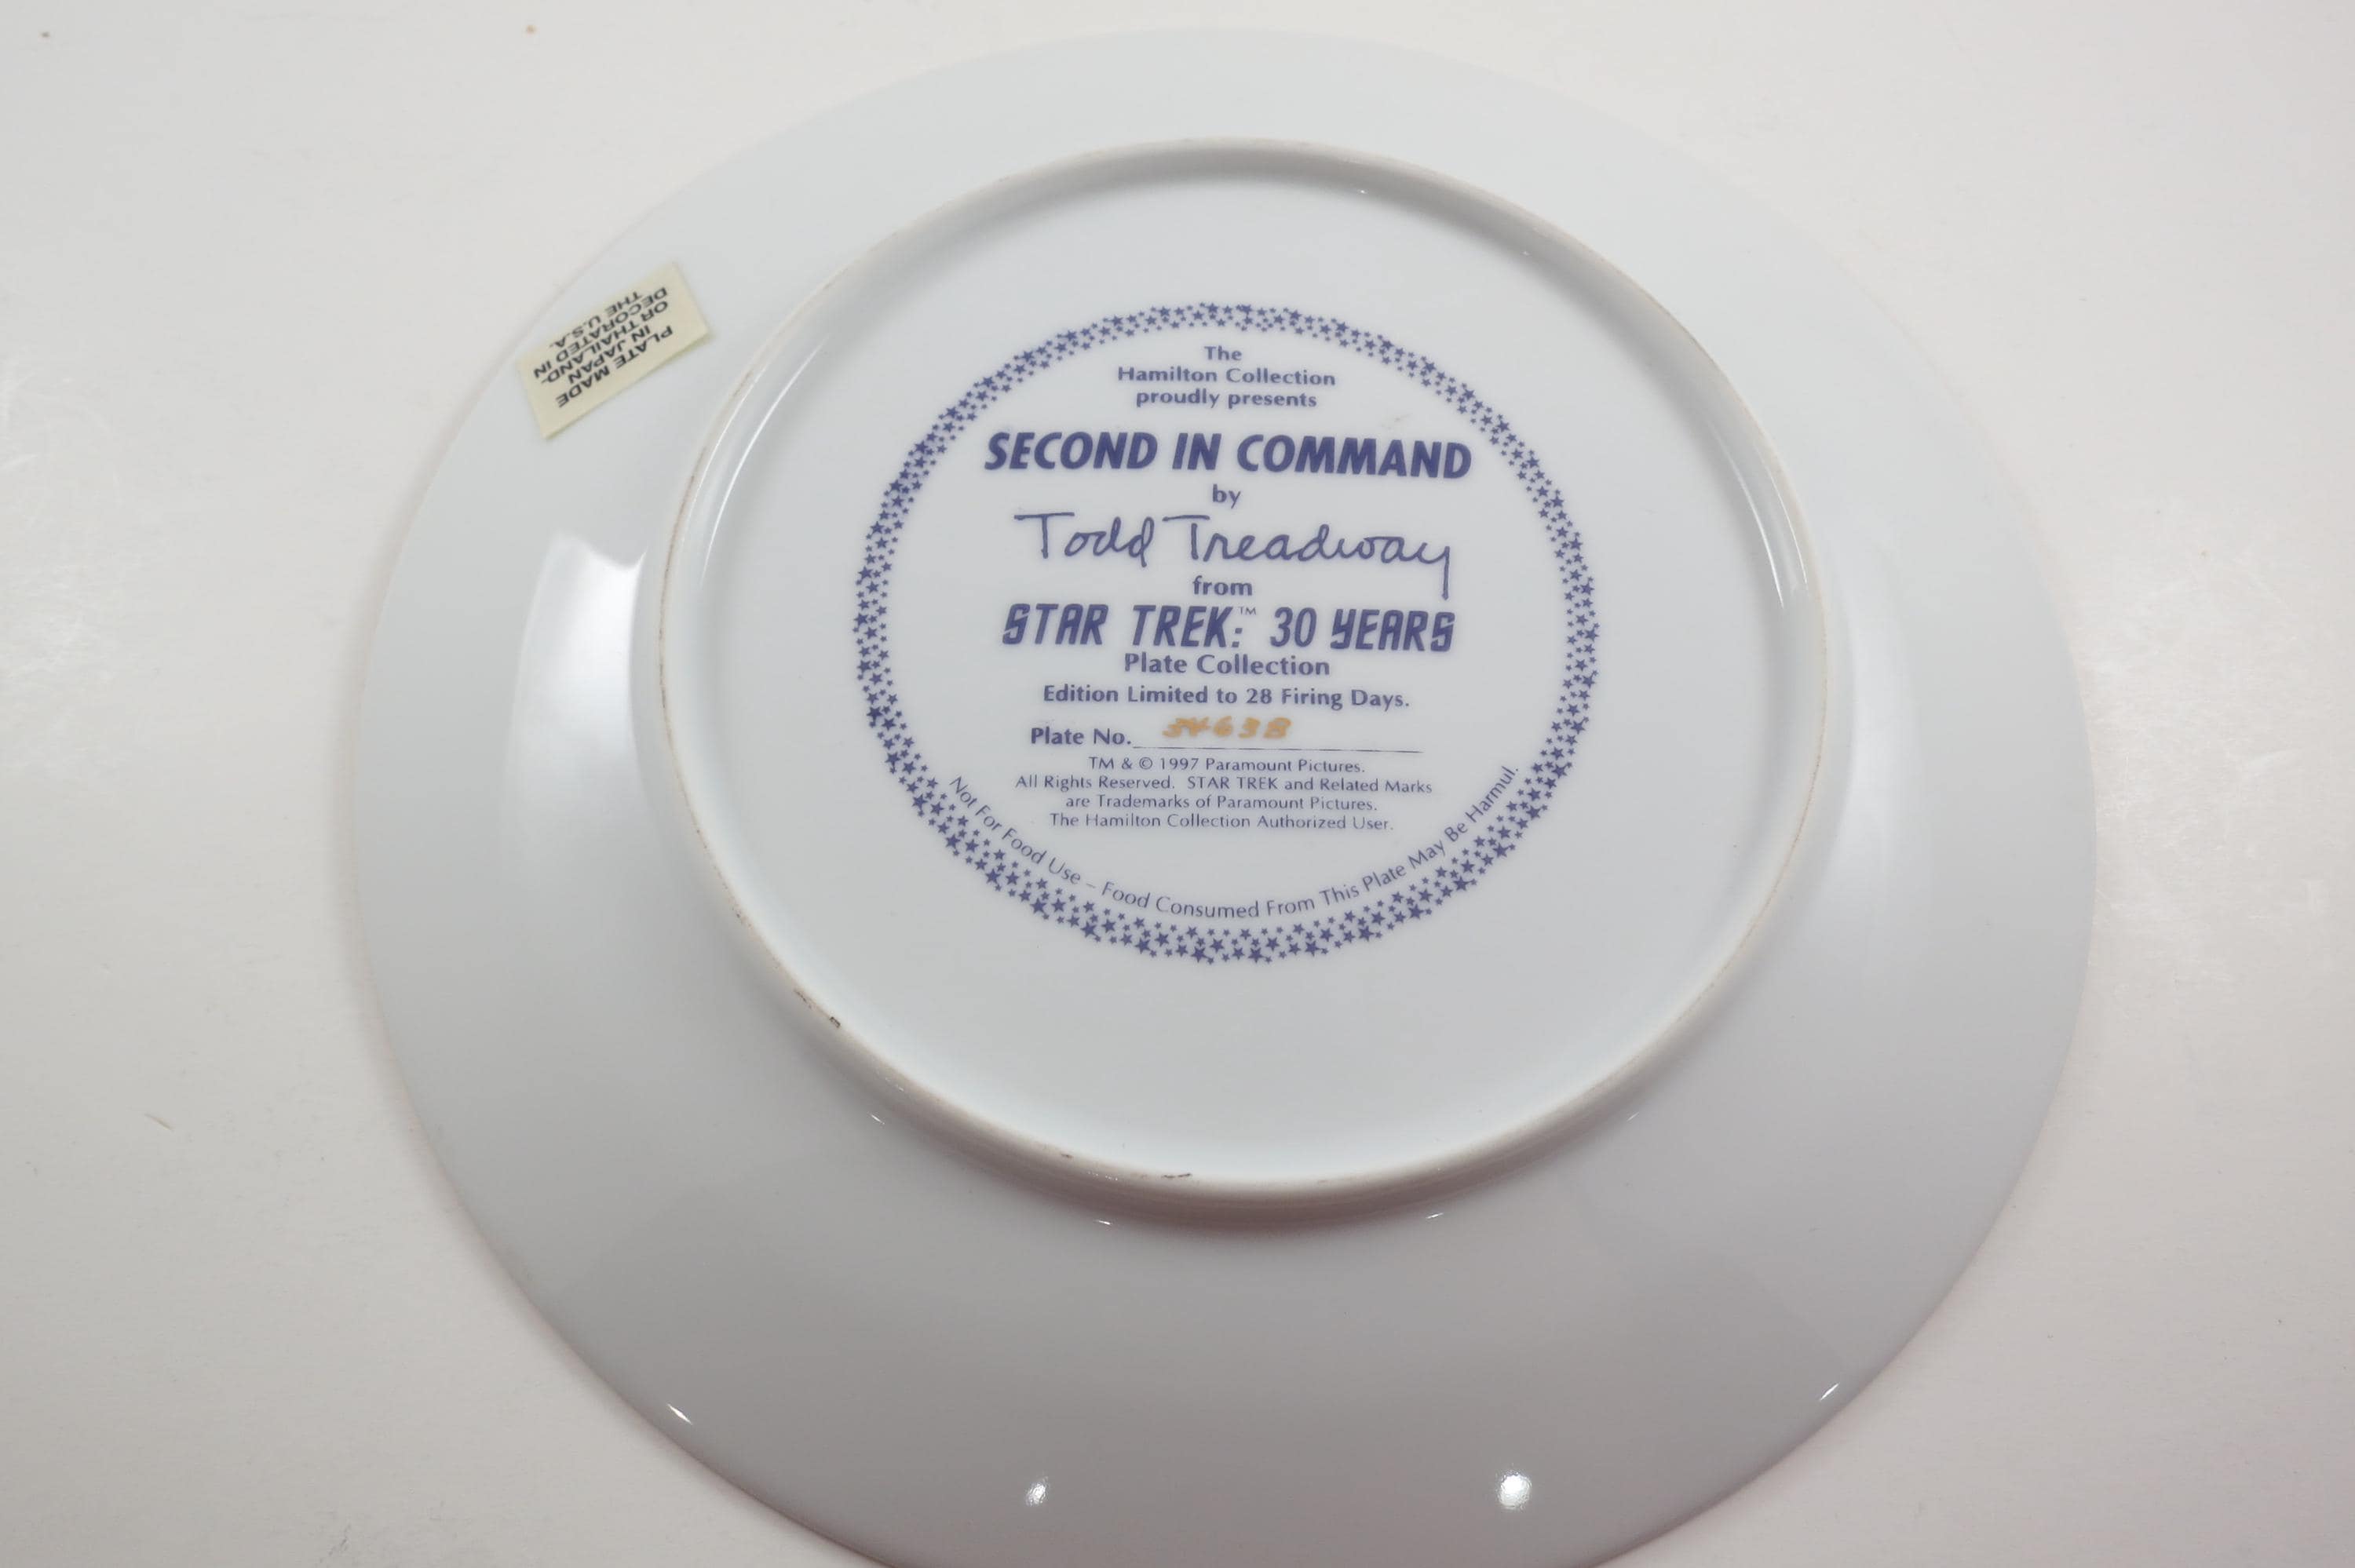 The
Hamilton Collection
proudly presents
SECOND IN COMMAND
by
Todd Treadway
from
STAR TREK:™ 30 YEARS
Plate Collection
Edition Limited to 28 Firing Days.
Plate No. 3463B
TM & © 1997 Paramount Pictures.
All Rights Reserved. STAR TREK and Related Marks
are Trademarks of Paramount Pictures.
The Hamilton Collection Authorized User.
Not For Food Use – Food Consumed From This Plate May Be Harmul.
PLATE MADE
IN JAPAN
OR THAILAND-
DECORATED IN
THE U.S.A.